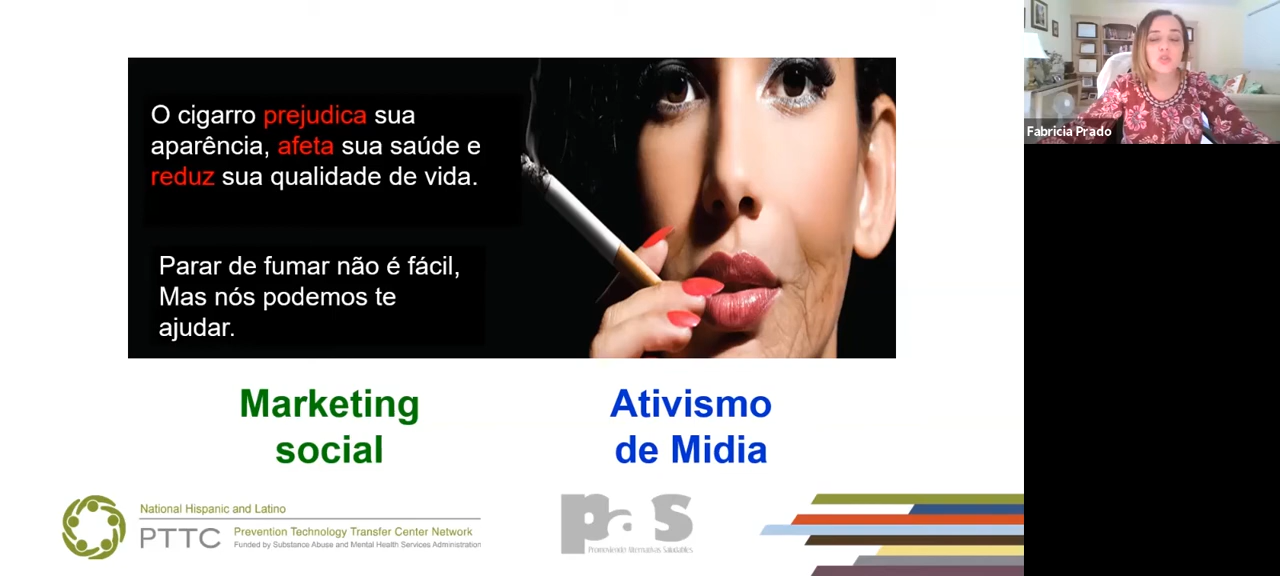 O cigarro prejudica sua
aparência, afeta sua saúde e
reduz sua qualidade de vida.
Parar de fumar não é fácil,
Mas nós podemos te
ajudar.
Marketing
social
Ativismo
de Midia
National Hispanic and Latino
PTTC
Prevention Technology Transfer Center Network
Funded by Substance Abuse and Mental Health Services Administration
pas
Promoviendo Alternativas Saludables
Fabricia Prado